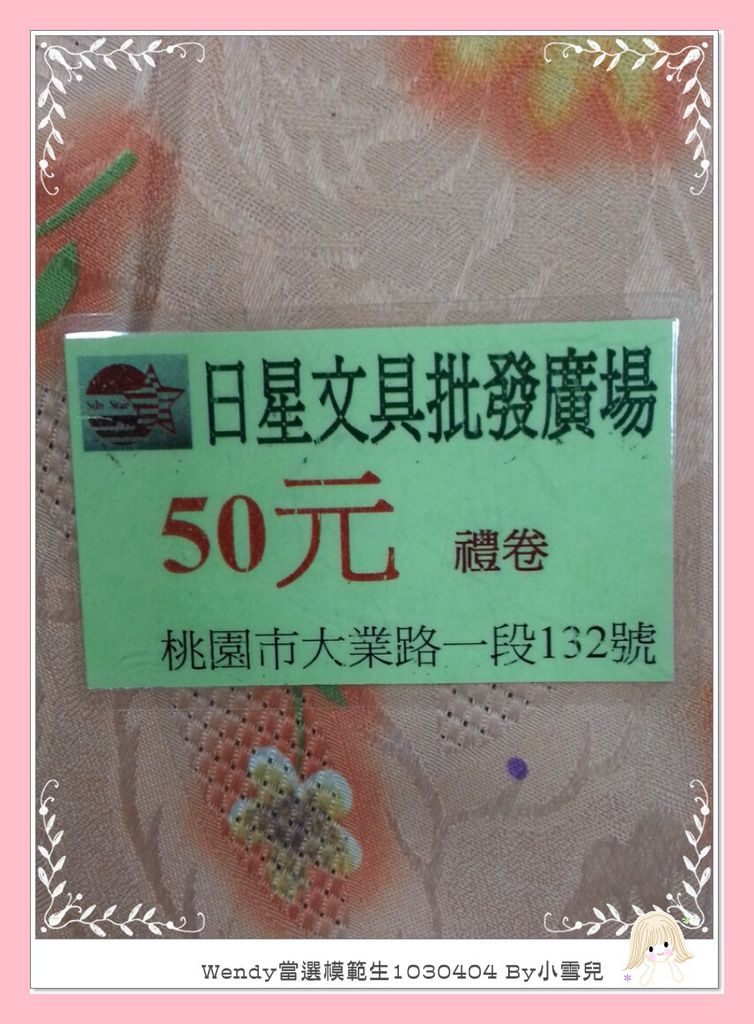 Sun Star
日星文具批發廣場
50元 禮卷
桃園市大業路一段132號
Wendy當選模範生1030404 By小雪兒